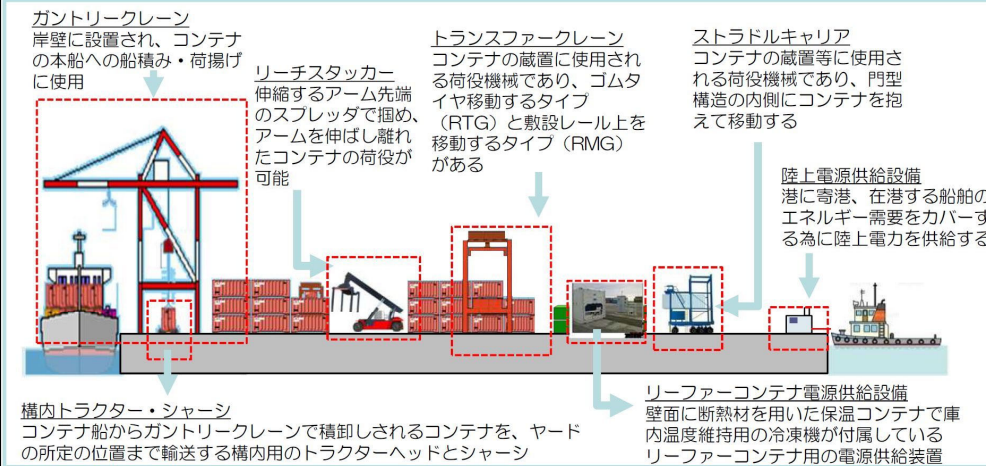 ガントリークレーン
岸壁に設置され、コンテナ
の本船への船積み・荷揚げ
に使用
リーチスタッカー
伸縮するアーム先端
のスプレッダで掴め、
アームを伸ばし離れ
たコンテナの荷役が
可能
トランスファークレーン
コンテナの蔵置に使用され
る荷役機械であり、ゴムタ
イヤ移動するタイプ
（RTG）と敷設レール上を
移動するタイプ（RMG）
がある
ストラドルキャリア
コンテナの蔵置等に使用さ
れる荷役機械であり、門型
構造の内側にコンテナを抱
えて移動する
陸上電源供給設備
港に寄港、在港する船舶の
エネルギー需要をカバーす
る為に陸上電力を供給する
構内トラクター・シャーシ
コンテナ船からガントリークレーンで積卸しされるコンテナを、ヤード
の所定の位置まで輸送する構内用のトラクターヘッドとシャーシ
リーファーコンテナ電源供給設備
壁面に断熱材を用いた保温コンテナで庫
内温度維持用の冷凍機が付属している
リーファーコンテナ用の電源供給装置